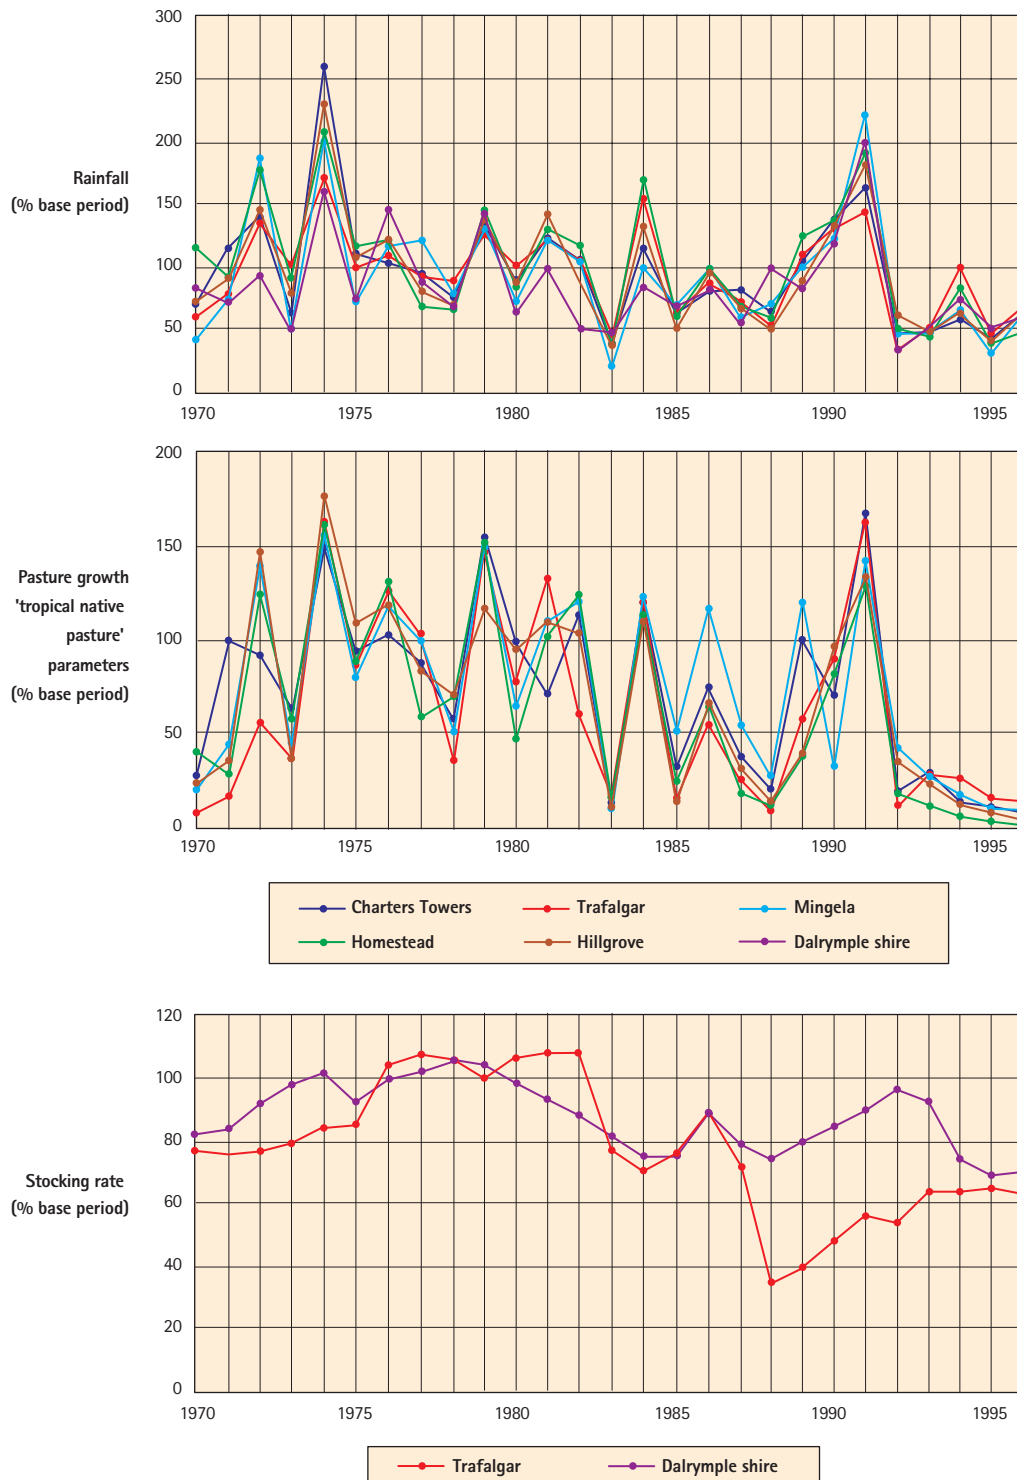 300
250
200
150
100
50
0
Rainfall
(% base period)
1970 1975 1980 1985 1990 1995
200
150
100
50
0
Pasture growth
'tropical native
pasture'
parameters
(% base period)
1970 1975 1980 1985 1990 1995
Charters Towers Trafalgar Mingela
Homestead Hillgrove Dalrymple shire
120
100
80
60
40
20
0
Stocking rate
(% base period)
1970 1975 1980 1985 1990 1995
Trafalgar Dalrymple shire